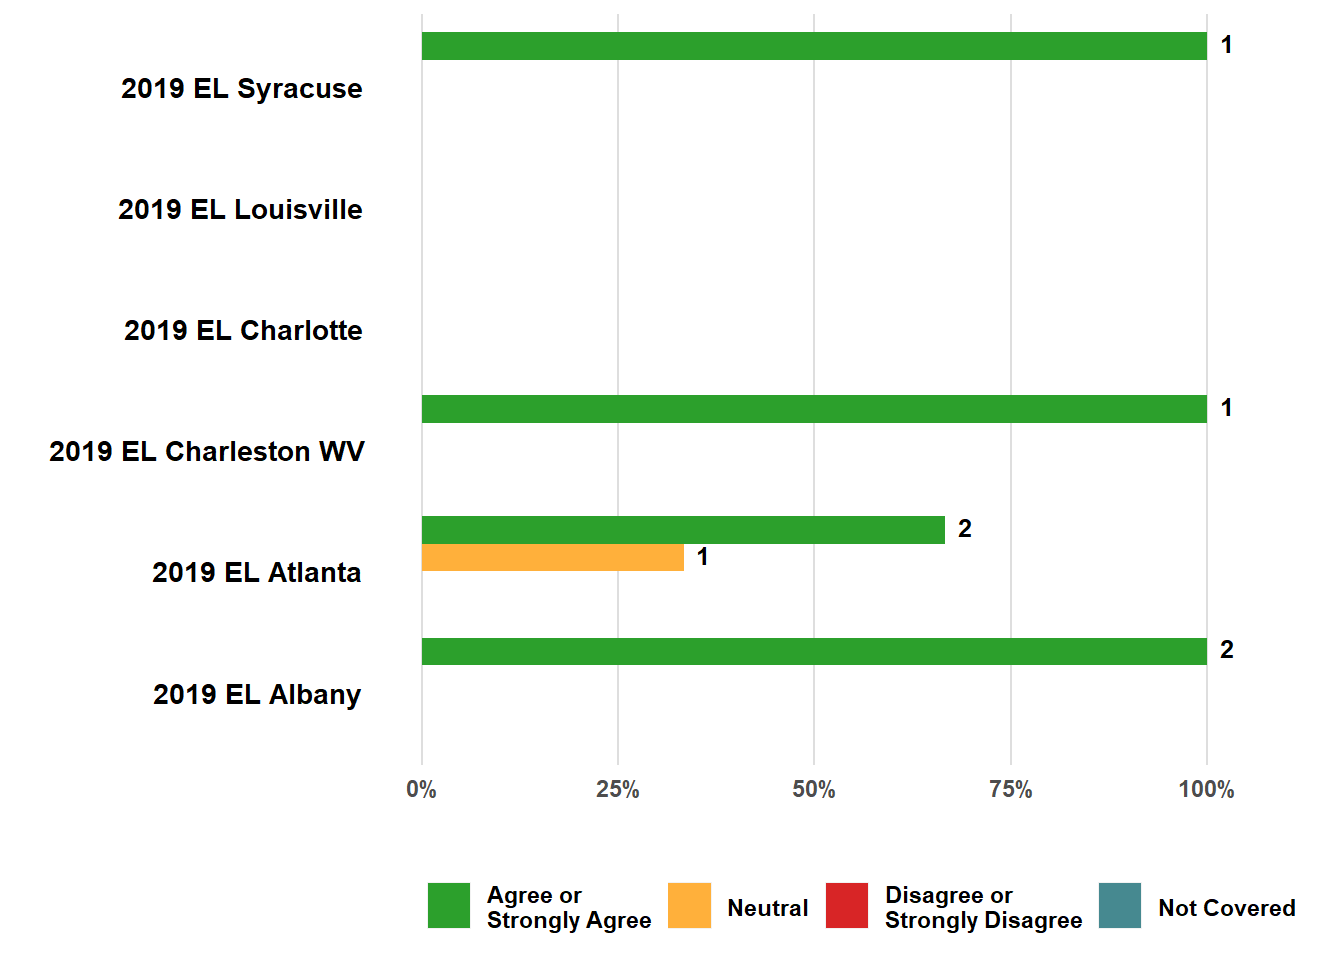 1
2019 EL Syracuse
2019 EL Louisville
2019 EL Charlotte
1
2019 EL Charleston WV
2
1
2019 EL Atlanta
2
2019 EL Albany
0% 25% 50% 75% 100%
Agree or
Strongly Agree
Neutral
Disagree or
Strongly Disagree
Not Covered